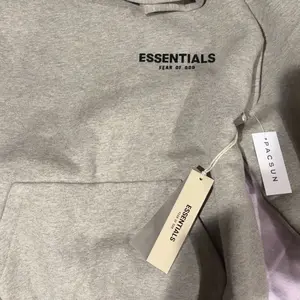 ESSENTIALS
FEAR OF GOD
PACSUN
ESSENTIALS